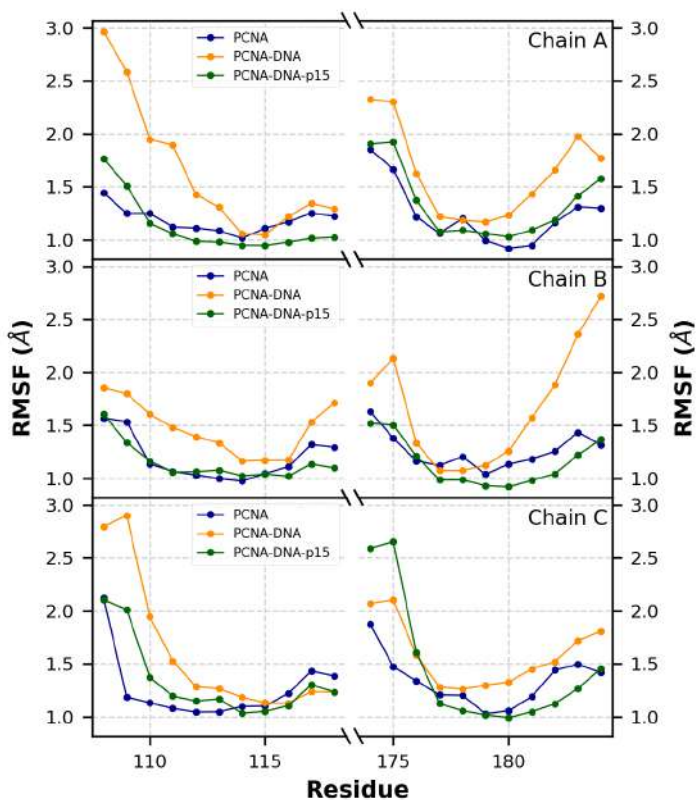 3.0
2.5
2.0
1.5
1.0
PCNA
PCNA-DNA
PCNA-DNA-p15
Chain A
3.0
2.5
2.0
1.5
1.0
3.0
2.5
2.0
1.5
1.0
PCNA
PCNA-DNA
PCNA-DNA-p15
Chain B
3.0
2.5
2.0
1.5
1.0
RMSF (Å)
RMSF (Å)
3.0
2.5
2.0
1.5
1.0
PCNA
PCNA-DNA
PCNA-DNA-p15
Chain C
3.0
2.5
2.0
1.5
1.0
110
115
175
180
Residue